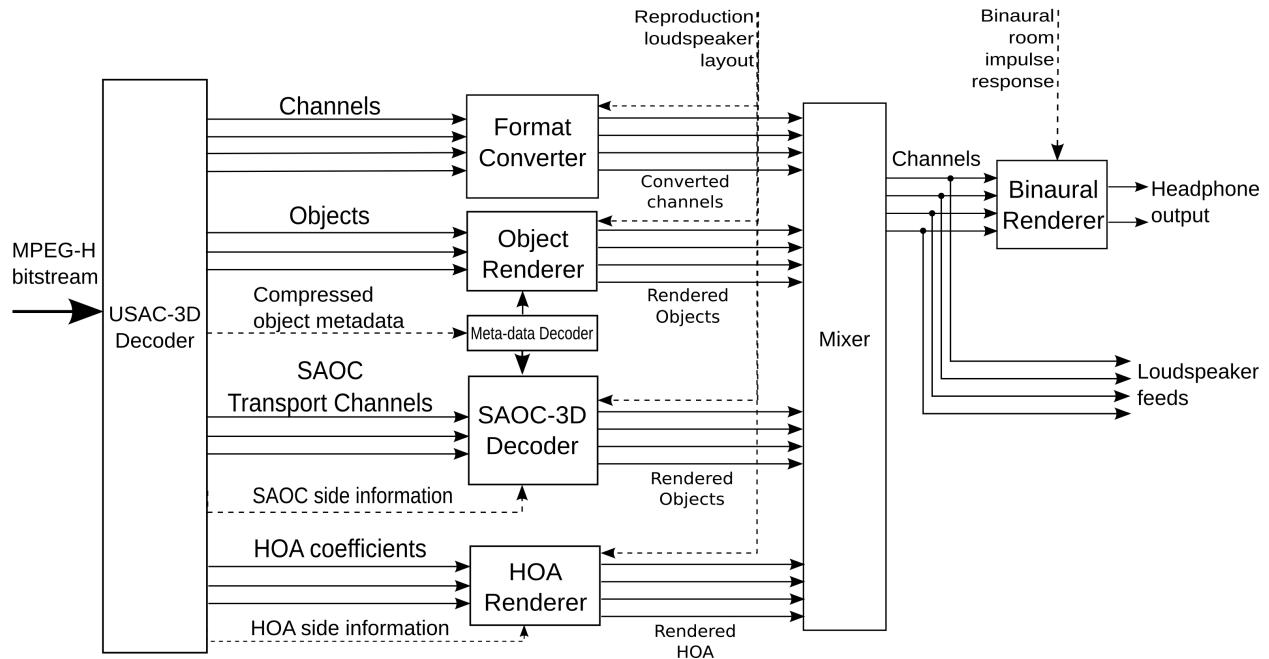 Reproduction
loudspeaker
layout
Binaural
room
impulse
response
MPEG-H
bitstream
USAC-3D
Decoder
Channels
Format
Converter
Converted
channels
Objects
Object
Renderer
Rendered
Objects
Compressed
object metadata
Meta-data Decoder
SAOC
Transport Channels
SAOC-3D
Decoder
Rendered
Objects
SAOC side information
HOA coefficients
HOA
Renderer
HOA side information
Rendered
HOA
Mixer
Channels
Binaural
Renderer
Headphone
output
Loudspeaker
feeds